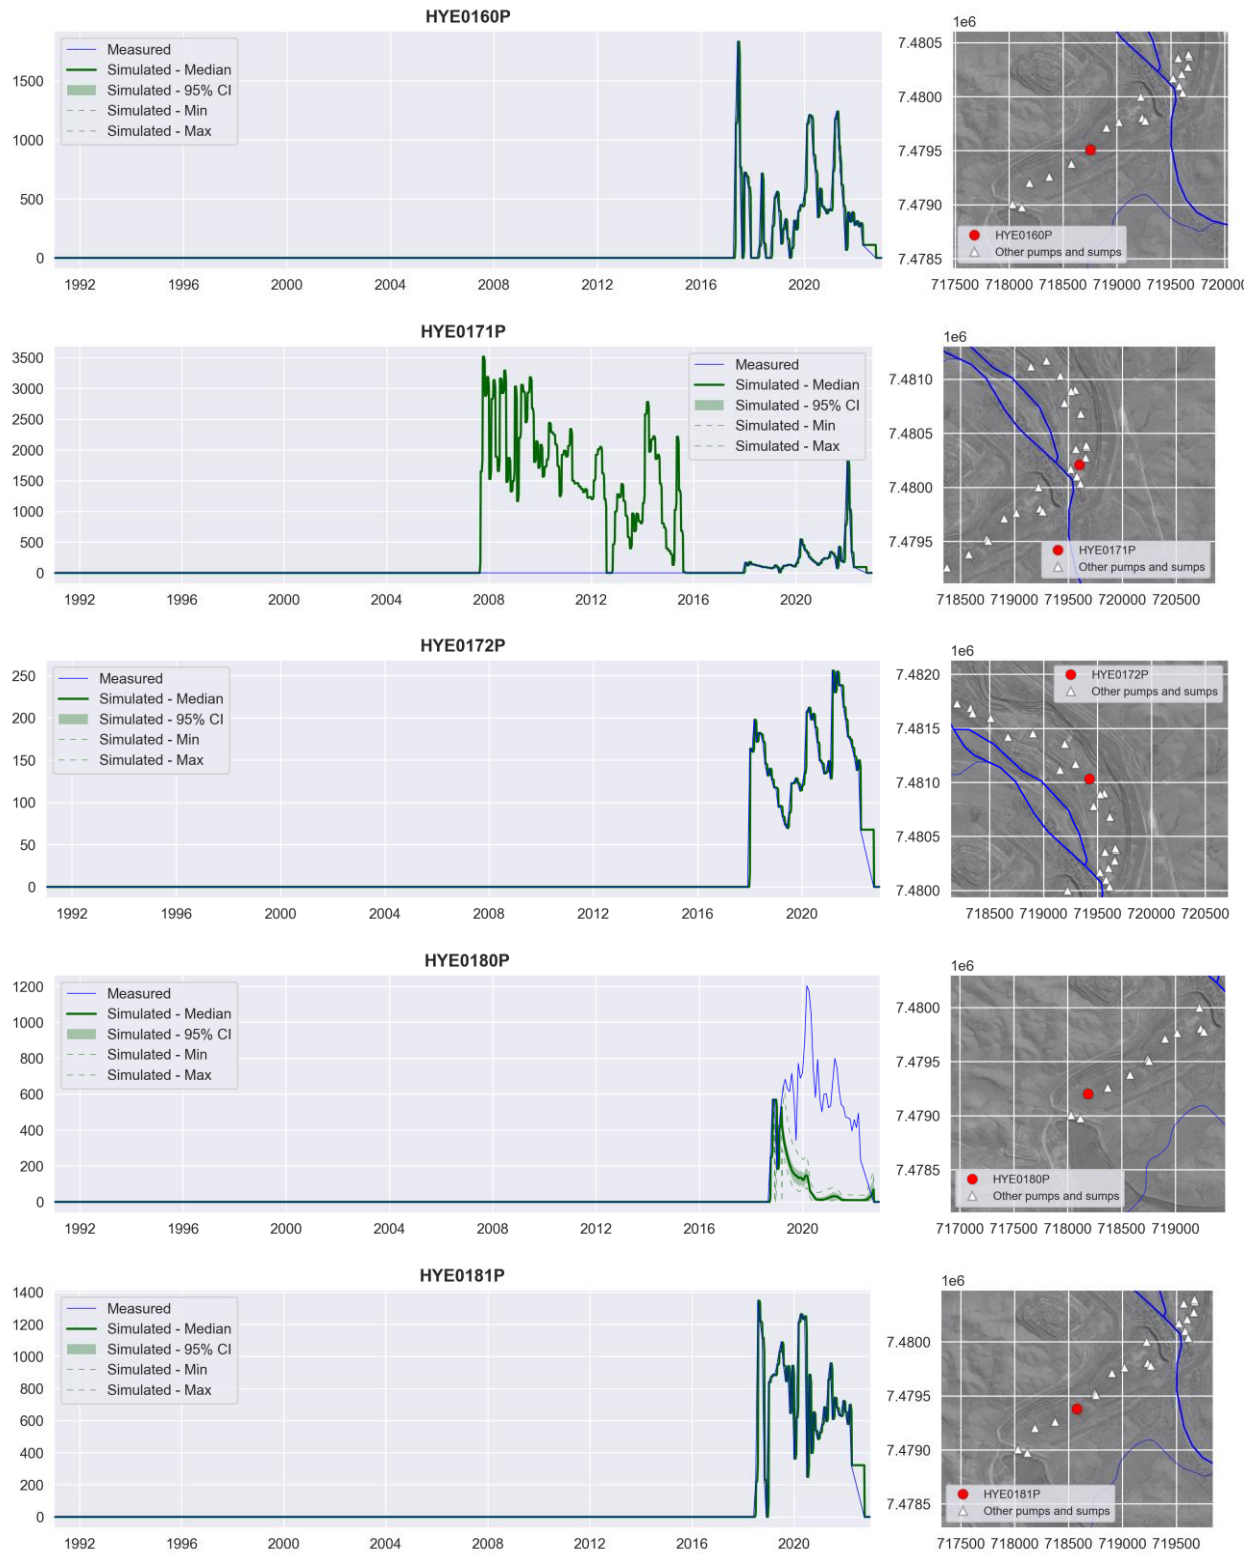 HYE0160P
Measured
Simulated - Median
Simulated - 95% CI
Simulated - Min
Simulated - Max
1500
1000
500
0
1992 1996 2000 2004 2008 2012 2016 2020
1e6
7.4805
7.4800
7.4795
7.4790
7.4785
HYE0160P
Other pumps and sumps
717500 718000 718500 719000 719500 72000
HYE0171P
3500
3000
2500
2000
1500
1000
500
0
Measured
Simulated - Median
Simulated - 95% CI
Simulated - Min
Simulated - Max
1992 1996 2000 2004 2008 2012 2016 2020
1e6
7.4810
7.4805
7.4800
7.4795
HYE0171P
Other pumps and sumps
718500 719000 719500 720000 720500
HYE0172P
250
200
150
100
50
0
Measured
Simulated - Median
Simulated - 95% CI
Simulated - Min
Simulated - Max
1992 1996 2000 2004 2008 2012 2016 2020
1e6
7.4820
7.4815
7.4810
7.4805
7.4800
HYE0172P
Other pumps and sumps
718500 719000 719500 720000 720500
HYE0180P
1200
1000
800
600
400
200
0
Measured
Simulated - Median
Simulated - 95% CI
Simulated - Min
Simulated - Max
1992 1996 2000 2004 2008 2012 2016 2020
1e6
7.4800
7.4795
7.4790
7.4785
HYE0180P
Other pumps and sumps
717000 717500 718000 718500 719000
HYE0181P
1400
1200
1000
800
600
400
200
0
Measured
Simulated - Median
Simulated - 95% CI
Simulated - Min
Simulated - Max
1992 1996 2000 2004 2008 2012 2016 2020
1e6
7.4800
7.4795
7.4790
7.4785
HYE0181P
Other pumps and sumps
717500 718000 718500 719000 719500